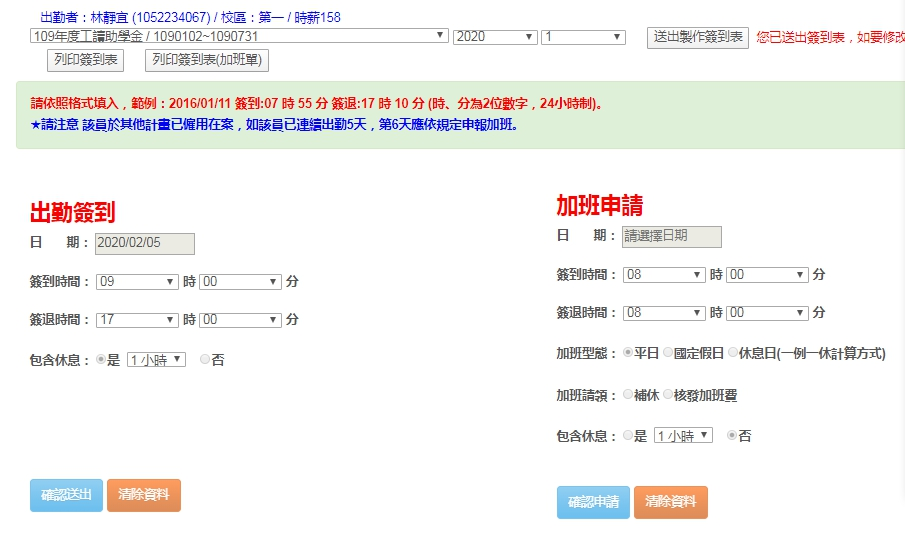 出勤者：林靜宜 (1052234067) / 校區：第一 / 時薪158
109年度工讀助學金 / 1090102~1090731 2020 1 送出製作簽到表 您已送出簽到表，如要修改
列印簽到表 列印簽到表(加班單)
請依照格式填入，範例：2016/01/11 簽到:07 時 55 分 簽退:17 時 10 分 (時、分為2位數字，24小時制)。
★請注意 該員於其他計畫已僱用在案，如該員已連續出勤5天，第6天應依規定申報加班。
出勤簽到
日 期： 2020/02/05
簽到時間： 09 時 00 分
簽退時間： 17 時 00 分
包含休息： 是 1 小時 否
確認送出 清除資料
加班申請
日 期： 請選擇日期
簽到時間： 08 時 00 分
簽退時間： 08 時 00 分
加班型態： 平日 國定假日 休息日(一例一休計算方式)
加班請領： 補休 核發加班費
包含休息： 是 1 小時 否
確認申請 清除資料